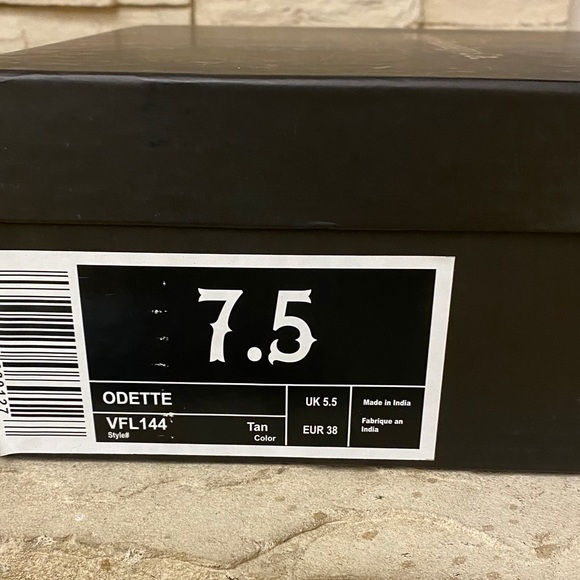 7.5
ODETTE
VFL144
Style#
Tan
Color
UK 5.5
EUR 38
Made in India
Fabrique an
India